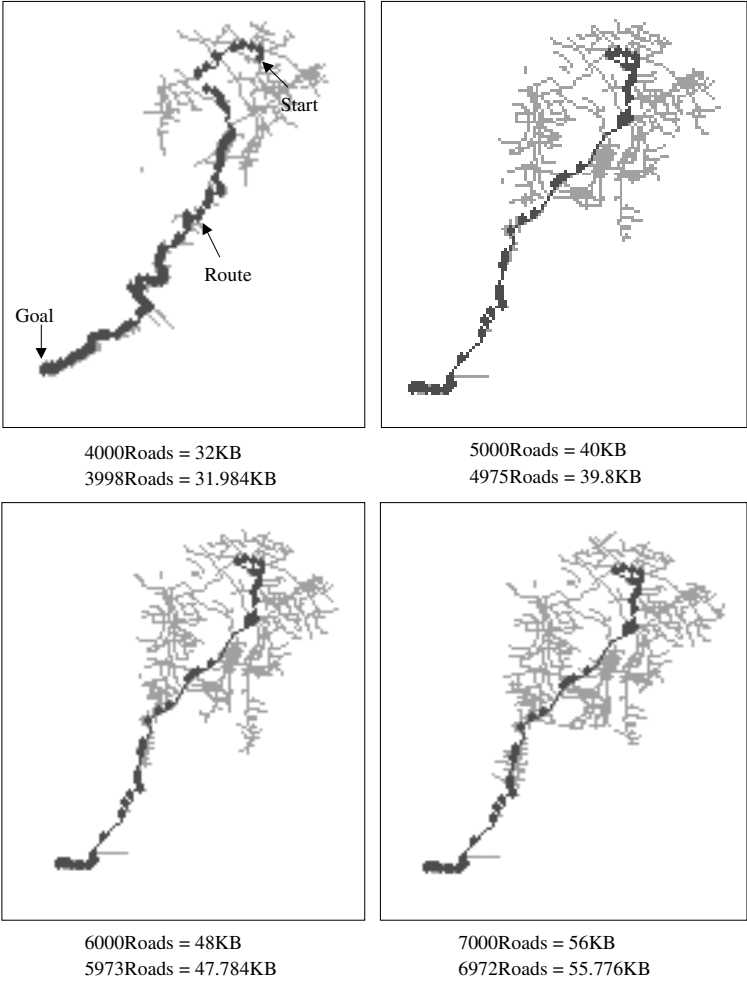 Start
Route
Goal
4000Roads = 32KB
3998Roads = 31.984KB
5000Roads = 40KB
4975Roads = 39.8KB
6000Roads = 48KB
5973Roads = 47.784KB
7000Roads = 56KB
6972Roads = 55.776KB